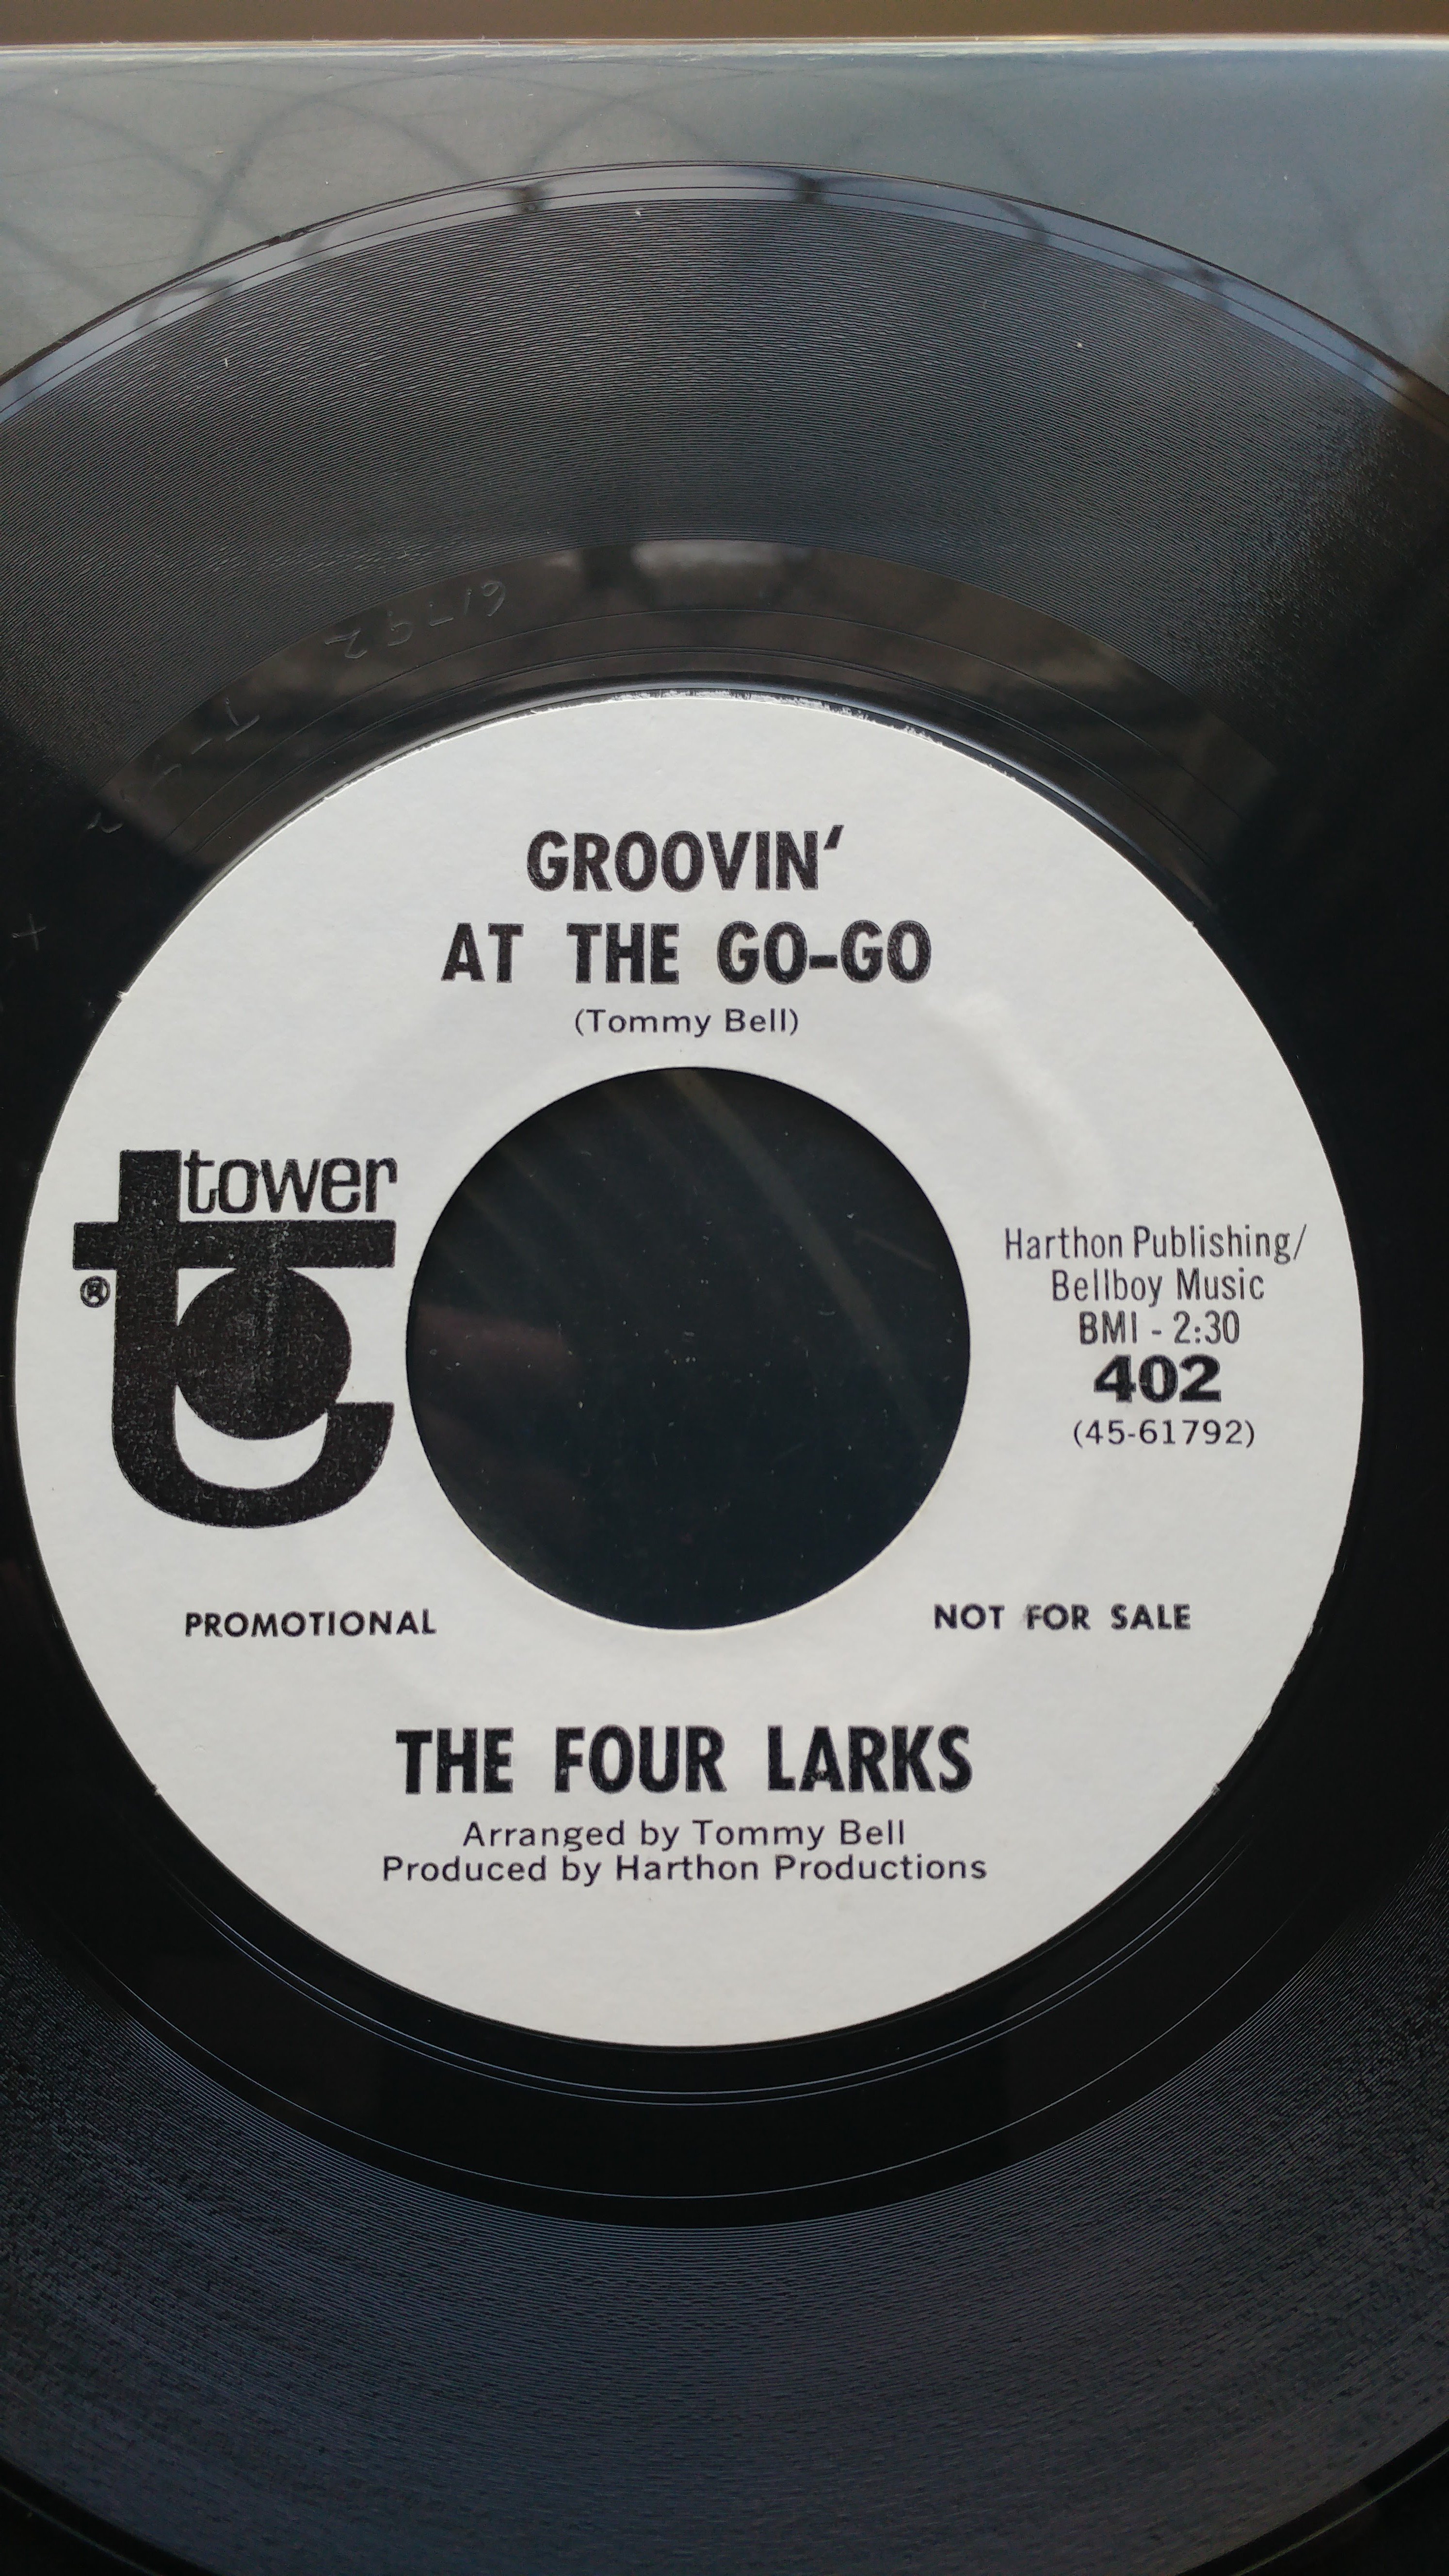 GROOVIN'
AT THE GO-GO
(Tommy Bell)
tower
®
Harthon Publishing/
Bellboy Music
BMI - 2:30
402
(45-61792)
PROMOTIONAL
NOT FOR SALE
THE FOUR LARKS
Arranged by Tommy Bell
Produced by Harthon Productions